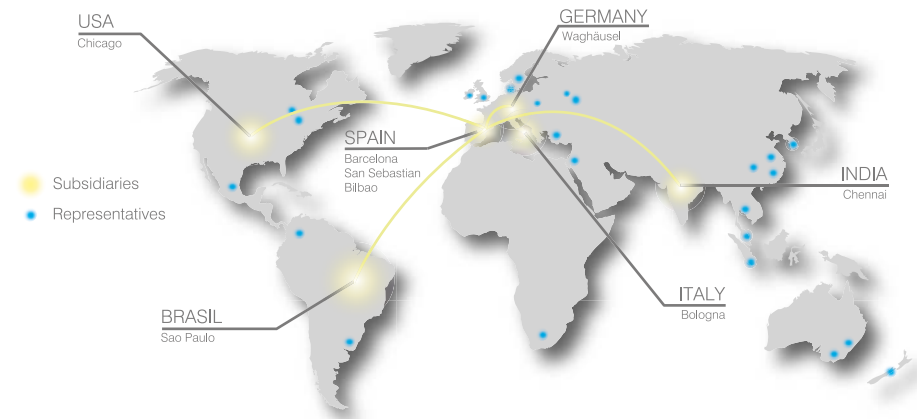 USA
Chicago
GERMANY
Waghäusel
SPAIN
Barcelona
San Sebastian
Bilbao
INDIA
Chennai
Subsidiaries
Representatives
ITALY
Bologna
BRASIL
Sao Paulo